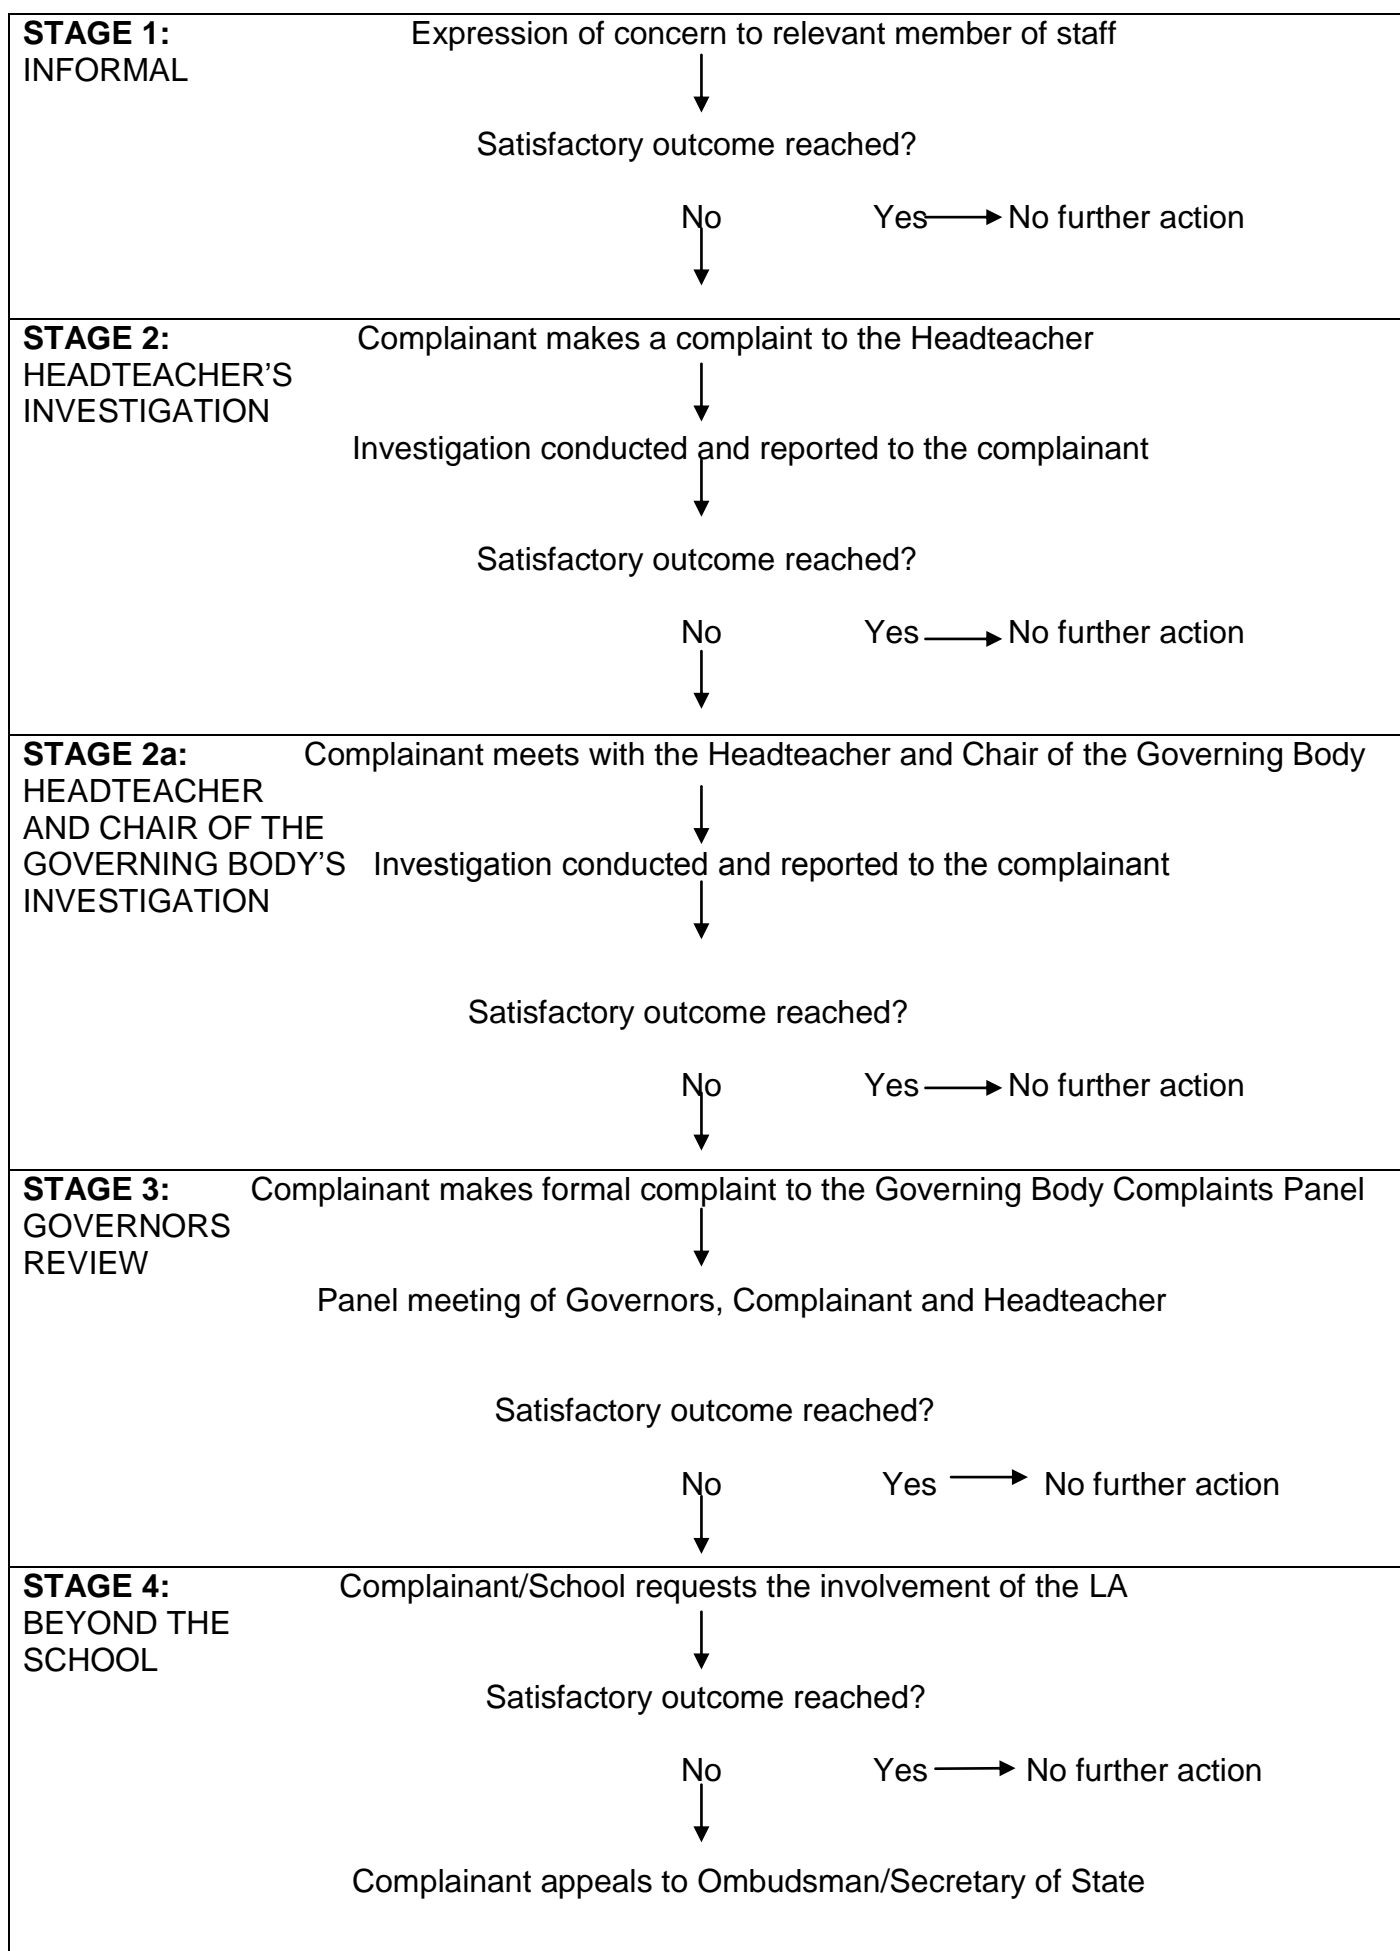 STAGE 1: Expression of concern to relevant member of staff
INFORMAL
Satisfactory outcome reached?
No Yes No further action
STAGE 2: Complainant makes a complaint to the Headteacher
HEADTEACHER’S
INVESTIGATION
Investigation conducted and reported to the complainant
Satisfactory outcome reached?
No Yes No further action
STAGE 2a: Complainant meets with the Headteacher and Chair of the Governing Body
HEADTEACHER
AND CHAIR OF THE
GOVERNING BODY’S Investigation conducted and reported to the complainant
INVESTIGATION
Satisfactory outcome reached?
No Yes No further action
STAGE 3: Complainant makes formal complaint to the Governing Body Complaints Panel
GOVERNORS
REVIEW
Panel meeting of Governors, Complainant and Headteacher
Satisfactory outcome reached?
No Yes No further action
STAGE 4: Complainant/School requests the involvement of the LA
BEYOND THE
SCHOOL
Satisfactory outcome reached?
No Yes No further action
Complainant appeals to Ombudsman/Secretary of State